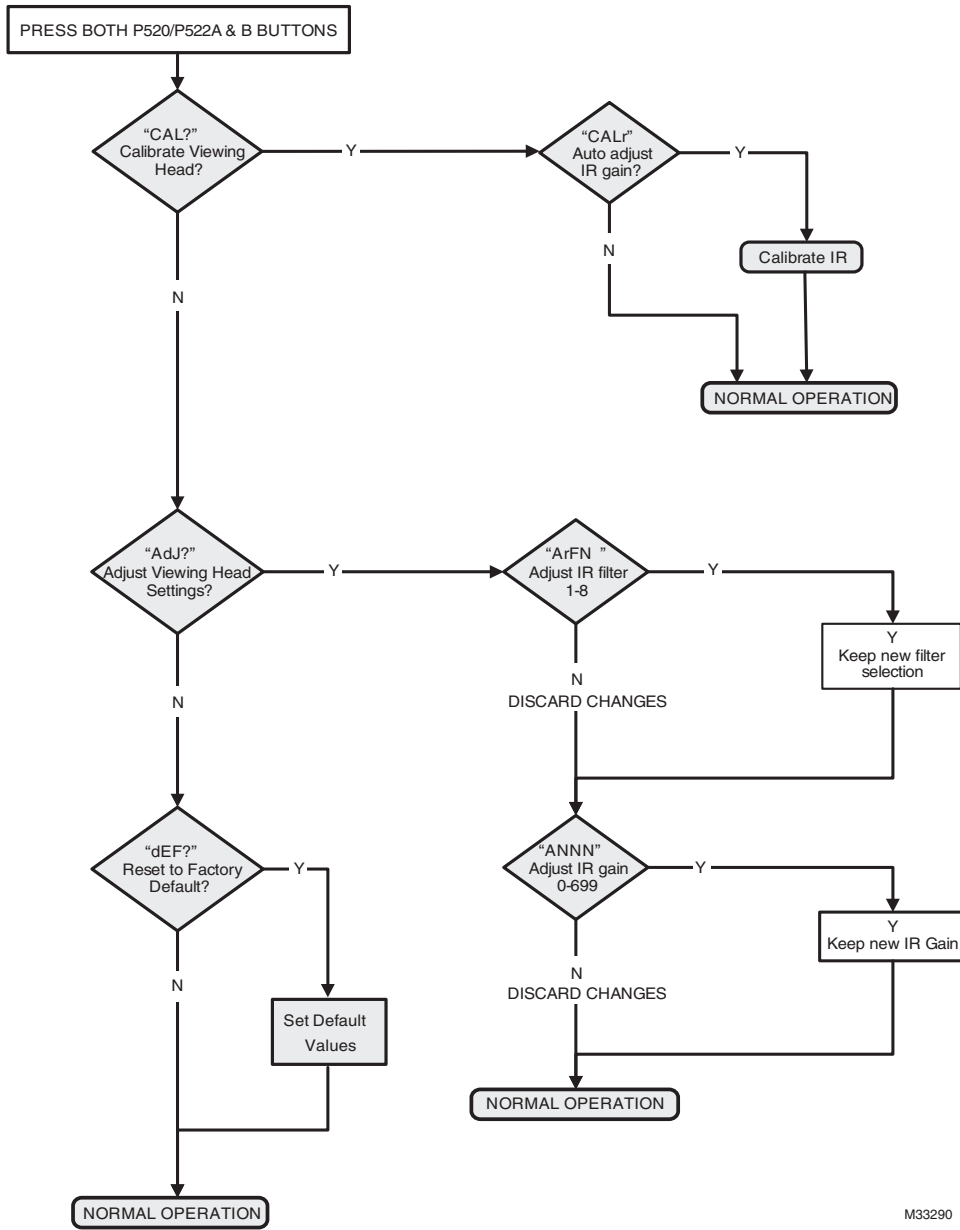 PRESS BOTH P520/P522A & B BUTTONS
“CAL?”
Calibrate Viewing
Head?
Y
“CALr”
Auto adjust
IR gain?
Y
N
Calibrate IR
N
NORMAL OPERATION
“AdJ?”
Adjust Viewing Head
Settings?
Y
“ArFN ”
Adjust IR filter
1-8
Y
Y
Keep new filter
selection
N
DISCARD CHANGES
N
“dEF?”
Reset to Factory
Default?
Y
“ANNN”
Adjust IR gain
0-699
Y
Y
Keep new IR Gain
N
DISCARD CHANGES
N
Set Default
Values
NORMAL OPERATION
NORMAL OPERATION
M33290